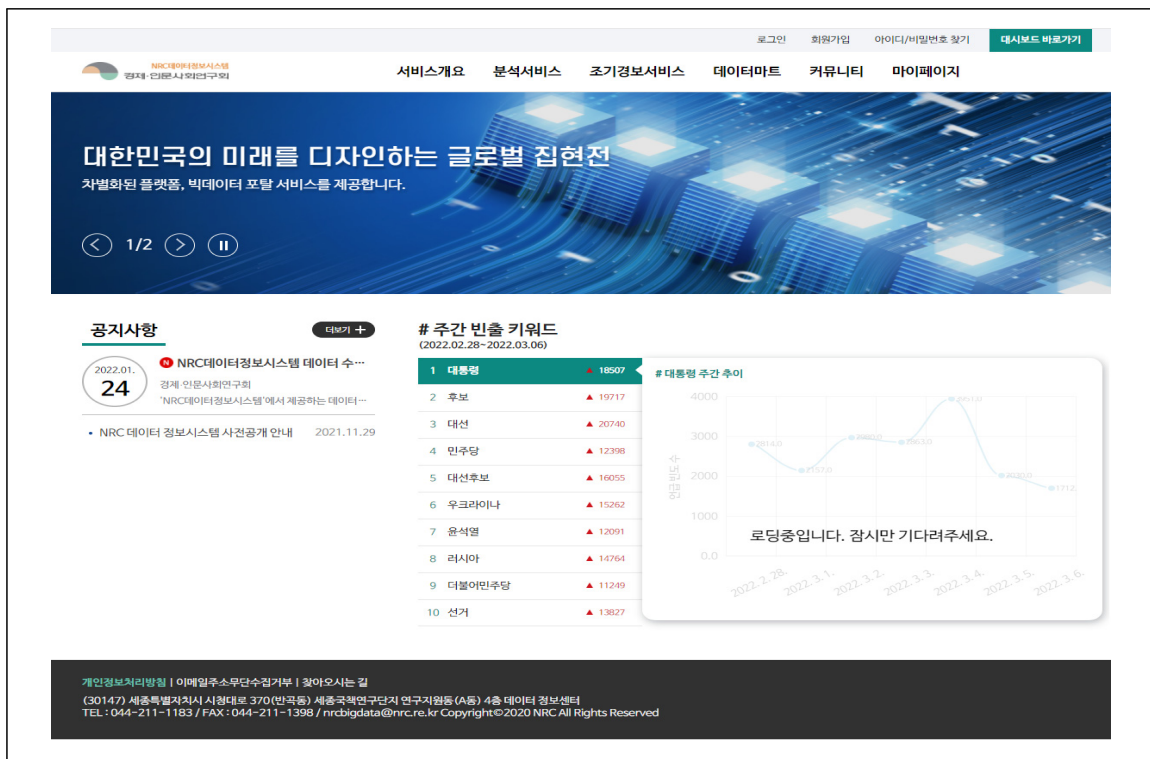 로그인 회원가입 아이디/비밀번호 찾기 대시보드 바로가기
NRC데이터정보시스템
경제·인문사회연구회
서비스개요 분석서비스 조기경보서비스 데이터마트 커뮤니티 마이페이지
대한민국의 미래를 디자인하는 글로벌 집현전
차별화된 플랫폼, 빅데이터 포탈 서비스를 제공합니다.
1/2
공지사항 더보기 +
2022.01.
24
N NRC데이터정보시스템 데이터 수…
경제·인문사회연구회
'NRC데이터정보시스템'에서 제공하는 데이터…
• NRC 데이터 정보시스템 사전공개 안내 2021.11.29
# 주간 빈출 키워드
(2022.02.28~2022.03.06)
1 대통령 ▲ 18507
2 후보 ▲ 19717
3 대선 ▲ 20740
4 민주당 ▲ 12398
5 대선후보 ▲ 16055
6 우크라이나 ▲ 15262
7 윤석열 ▲ 12091
8 러시아 ▲ 14764
9 더불어민주당 ▲ 11249
10 선거 ▲ 13827
# 대통령 주간 추이
4000
3000
2000
1000
0.0
언급빈도수
2814.0
2980.0
2863.0
1712.
로딩중입니다. 잠시만 기다려주세요.
2022.2.28. 2022.3.1. 2022.3.2. 2022.3.3. 2022.3.4. 2022.3.5. 2022.3.6.
개인정보처리방침 | 이메일주소무단수집거부 | 찾아오시는 길
(30147) 세종특별자치시 시청대로 370(반곡동) 세종국책연구단지 연구지원동(A동) 4층 데이터 정보센터
TEL : 044-211-1183 / FAX : 044-211-1398 / nrcbigdata@nrc.re.kr Copyright©2020 NRC All Rights Reserved